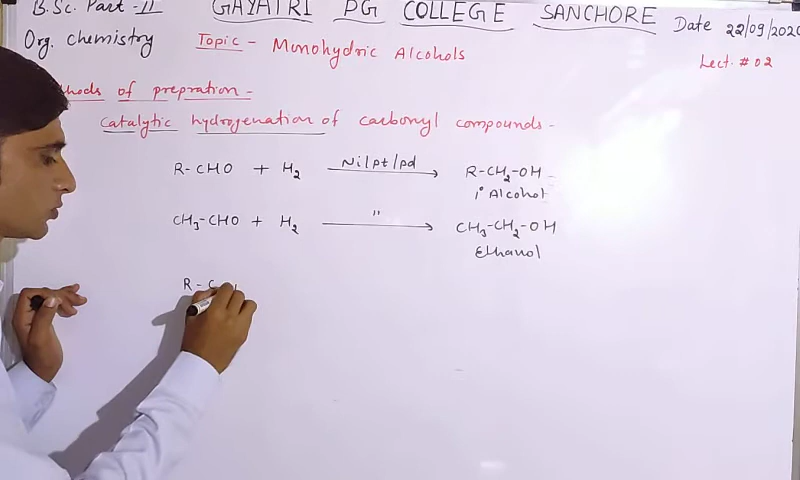 B.Sc. Part-II GAYATRI PG COLLEGE SANCHORE Date 22/09/2020
Org. Chemistry Topic - Monohydric Alcohols Lect. # 02
hods of prepration -
Catalytic hydrogenation of carbonyl compounds -
R-CHO + H2 Ni/pt/pd R-CH2-OH
1° Alcohol
CH3-CHO + H2 " CH3-CH2-OH
Ethanol
R-C